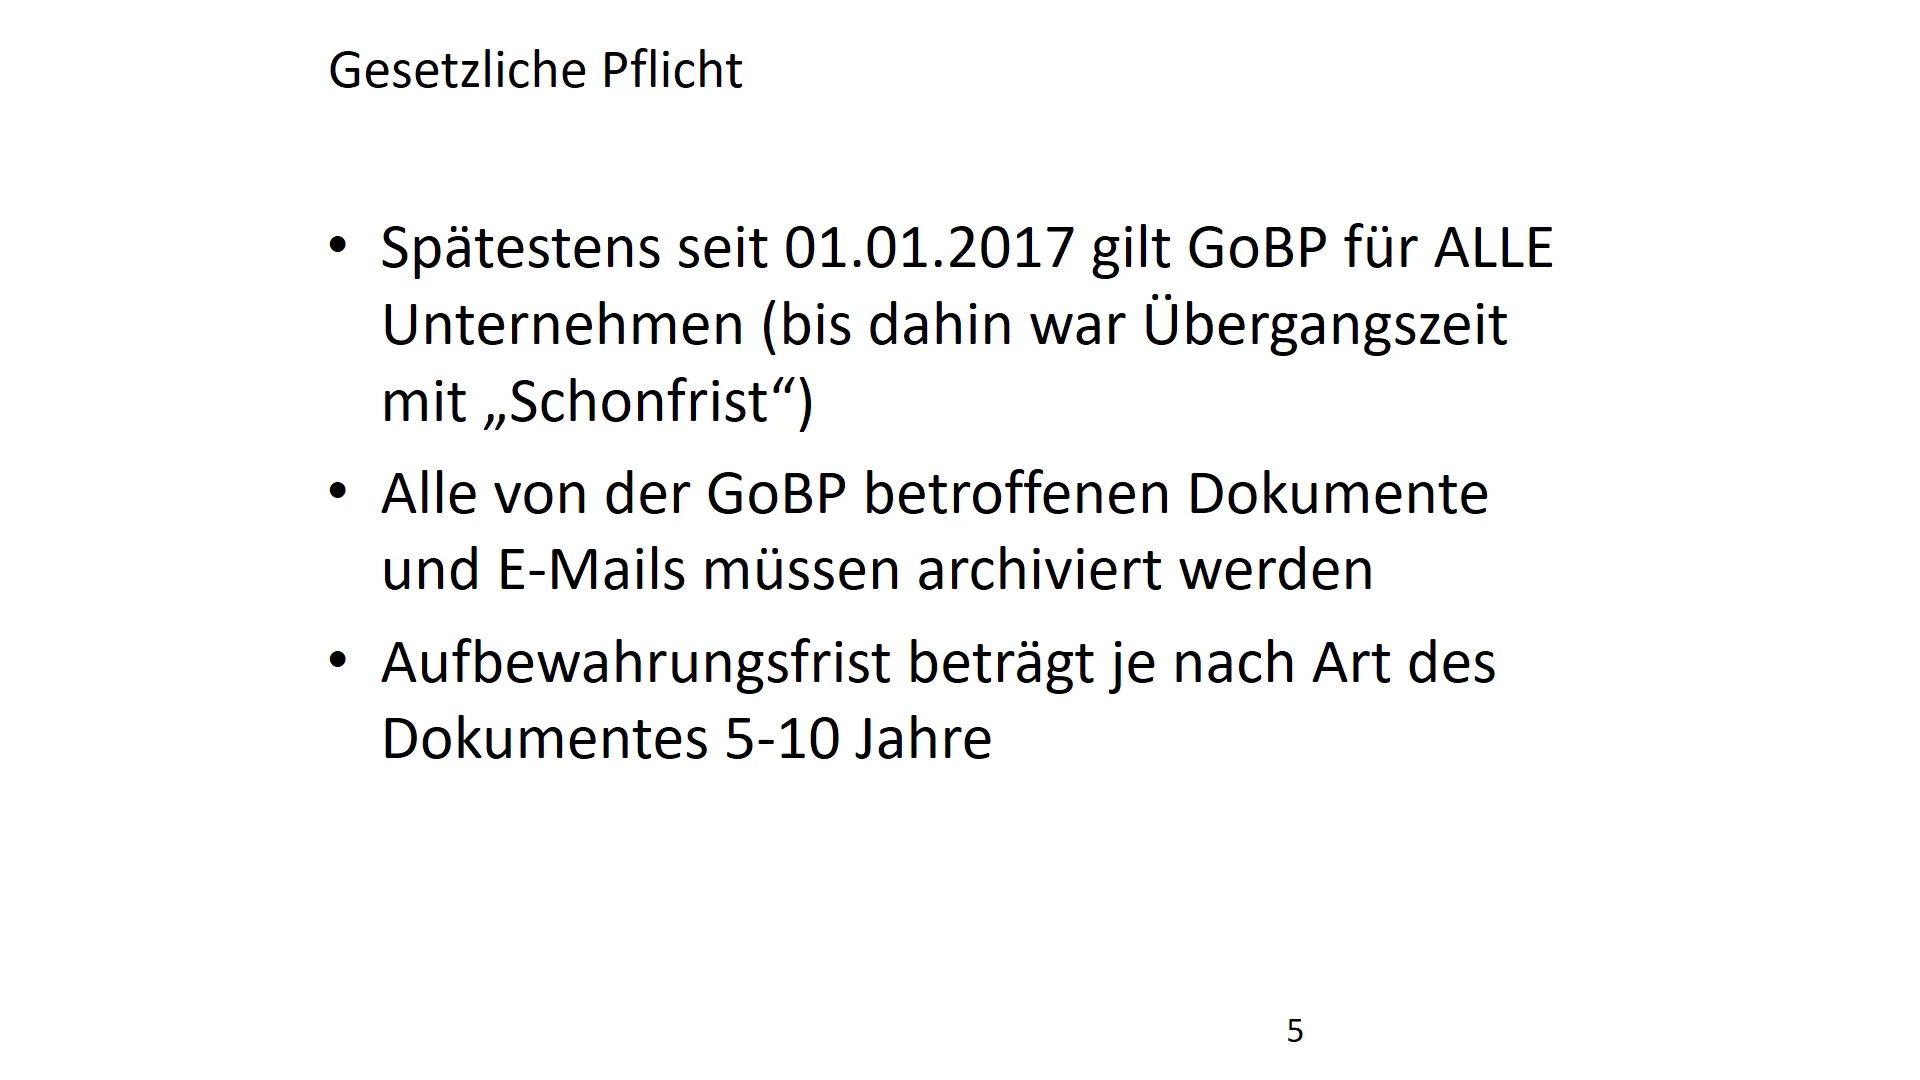 Gesetzliche Pflicht
• Spätestens seit 01.01.2017 gilt GoBP für ALLE
Unternehmen (bis dahin war Übergangszeit
mit „Schonfrist“)
• Alle von der GoBP betroffenen Dokumente
und E-Mails müssen archiviert werden
• Aufbewahrungsfrist beträgt je nach Art des
Dokumentes 5-10 Jahre
5